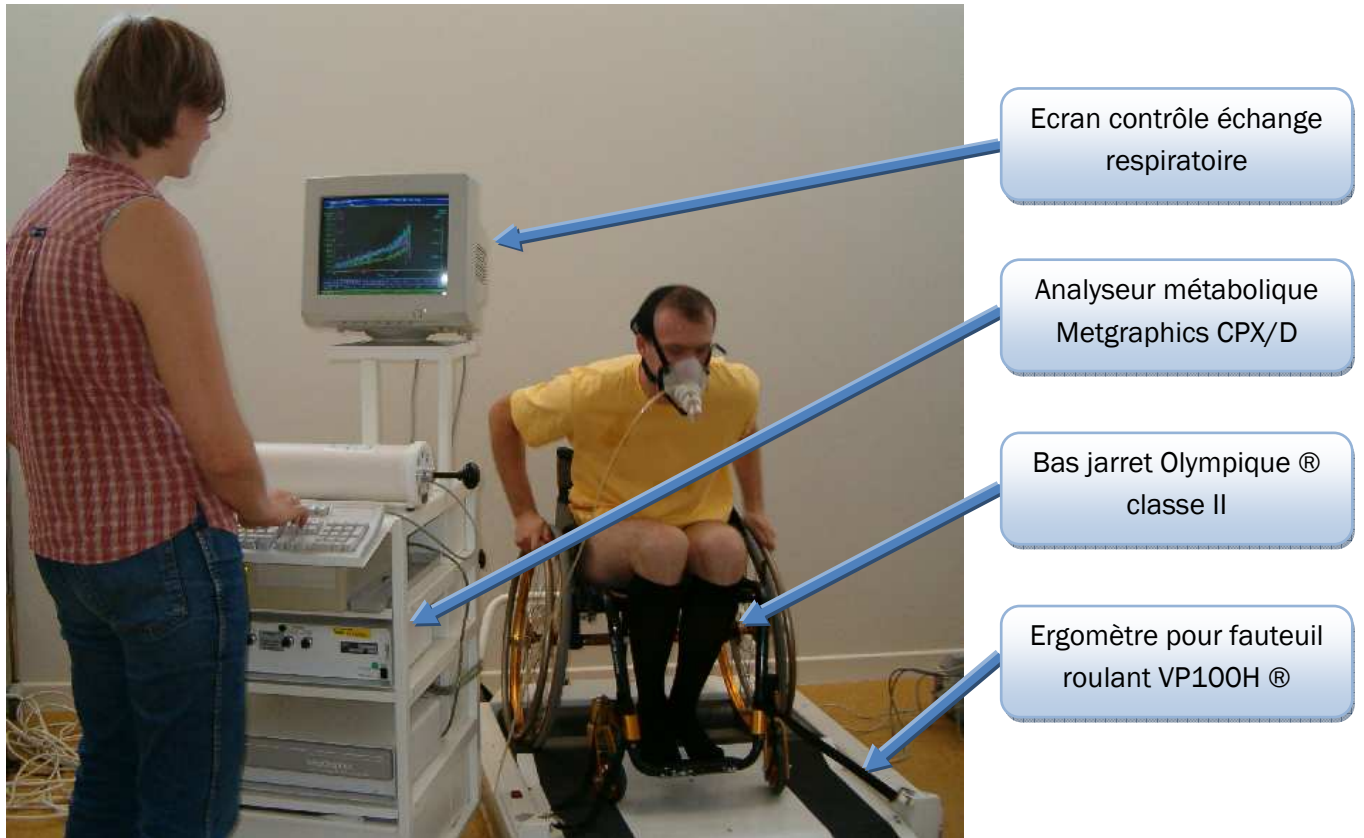 Ecran contrôle échange
respiratoire
Analyseur métabolique
Metgraphics CPX/D
Bas jarret Olympique ®
classe II
Ergomètre pour fauteuil
roulant VP100H ®